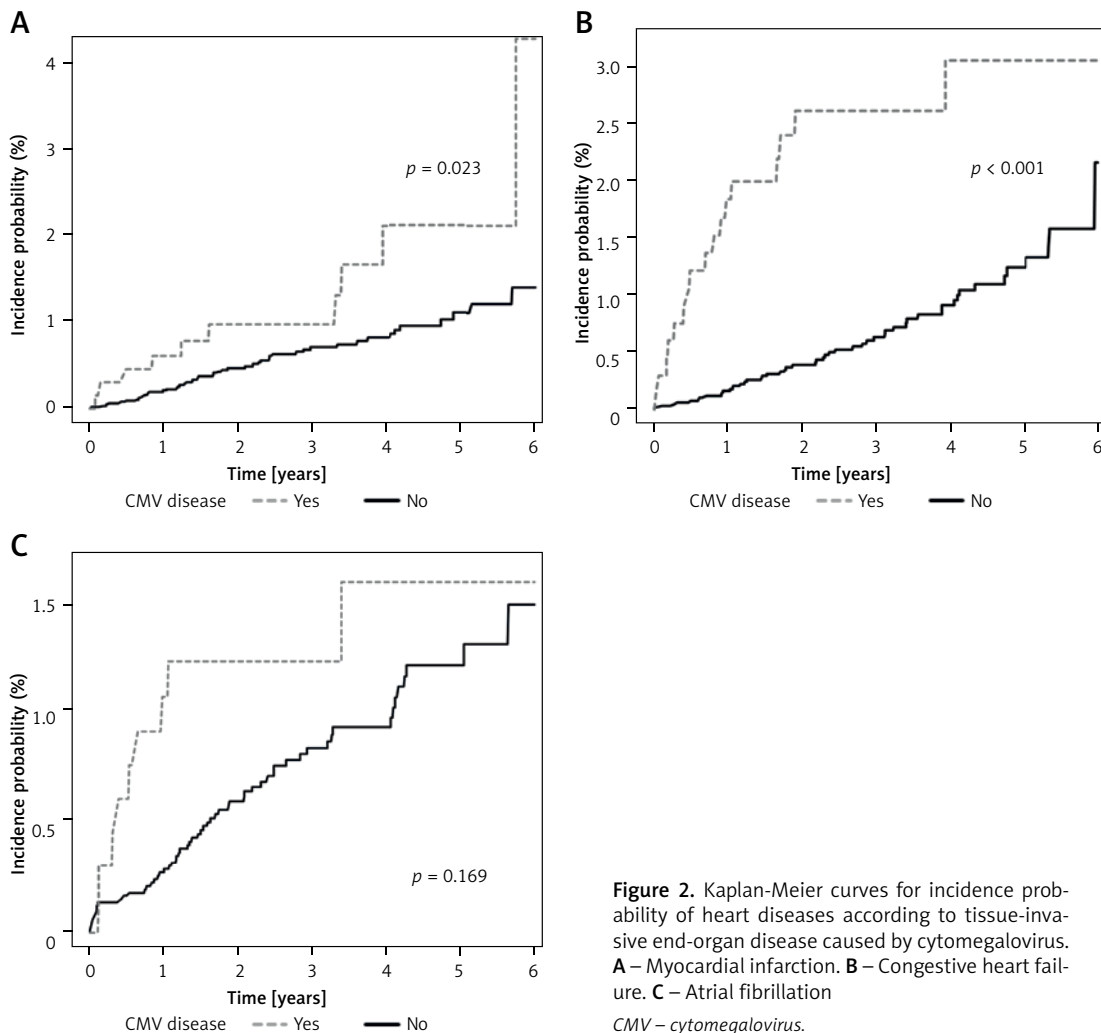 A
Incidence probability (%)
4
3
2
1
0
p = 0.023
0 1 2 3 4 5 6
Time [years]
CMV disease Yes No
B
Incidence probability (%)
3.0
2.5
2.0
1.5
1.0
0.5
0
p < 0.001
0 1 2 3 4 5 6
Time [years]
CMV disease Yes No
C
Incidence probability (%)
1.5
1.0
0.5
0
p = 0.169
0 1 2 3 4 5 6
Time [years]
CMV disease Yes No
Figure 2. Kaplan-Meier curves for incidence prob-
ability of heart diseases according to tissue-inva-
sive end-organ disease caused by cytomegalovirus.
A – Myocardial infarction. B – Congestive heart fail-
ure. C – Atrial fibrillation
CMV – cytomegalovirus.